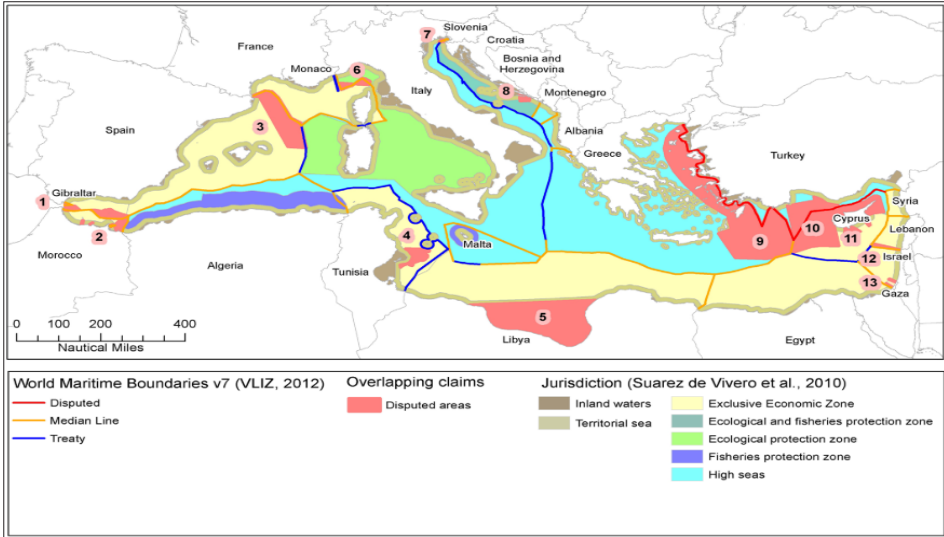 Slovenia
7
Croatia
France
Bosnia and
Herzegovina
Monaco
6
Italy
8
Montenegro
Spain
3
Albania
Greece
Turkey
Gibraltar
1
Syria
Cyprus
10
Lebanon
2
4
Malta
9
11
Morocco
12
Israel
Algeria
Tunisia
13
Gaza
0 100 200 400
5
Nautical Miles
Libya
Egypt
World Maritime Boundaries v7 (VLIZ, 2012)
Disputed
Median Line
Treaty
Overlapping claims
Disputed areas
Jurisdiction (Suarez de Vivero et al., 2010)
Inland waters
Territorial sea
Exclusive Economic Zone
Ecological and fisheries protection zone
Ecological protection zone
Fisheries protection zone
High seas